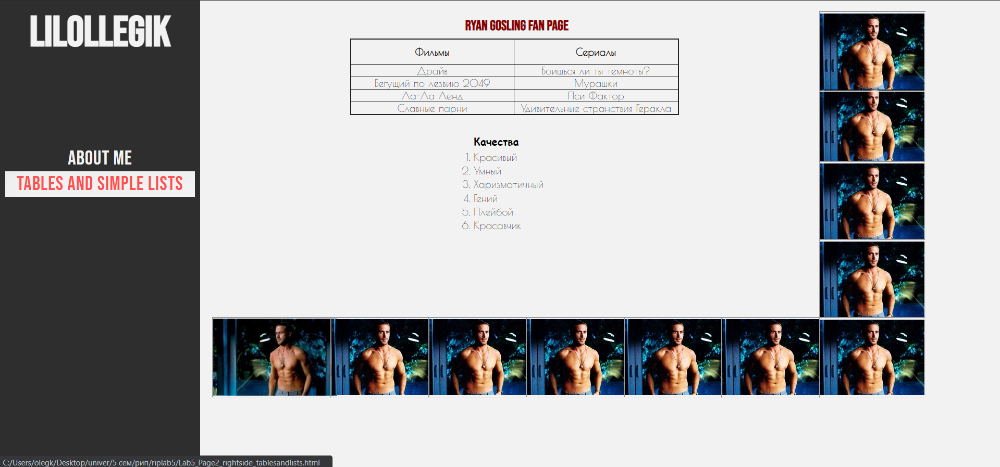 LILOLLEGIK
ABOUT ME
TABLES AND SIMPLE LISTS
RYAN GOSLING FAN PAGE
Фильмы Сериалы
Драйв Боишься ли ты темноты?
Бегущий по лезвию 2049 Мурашки
Ла-Ла Ленд Пси Фактор
Славные парни Удивительные странствия Геракла
Качества
1. Красивый
2. Умный
3. Харизматичный
4. Гений
5. Плейбой
6. Красавчик
C:/Users/olegk/Desktop/univer/5 сем/рип/riplab5/Lab5_Page2_rightside_tablesandlists.html